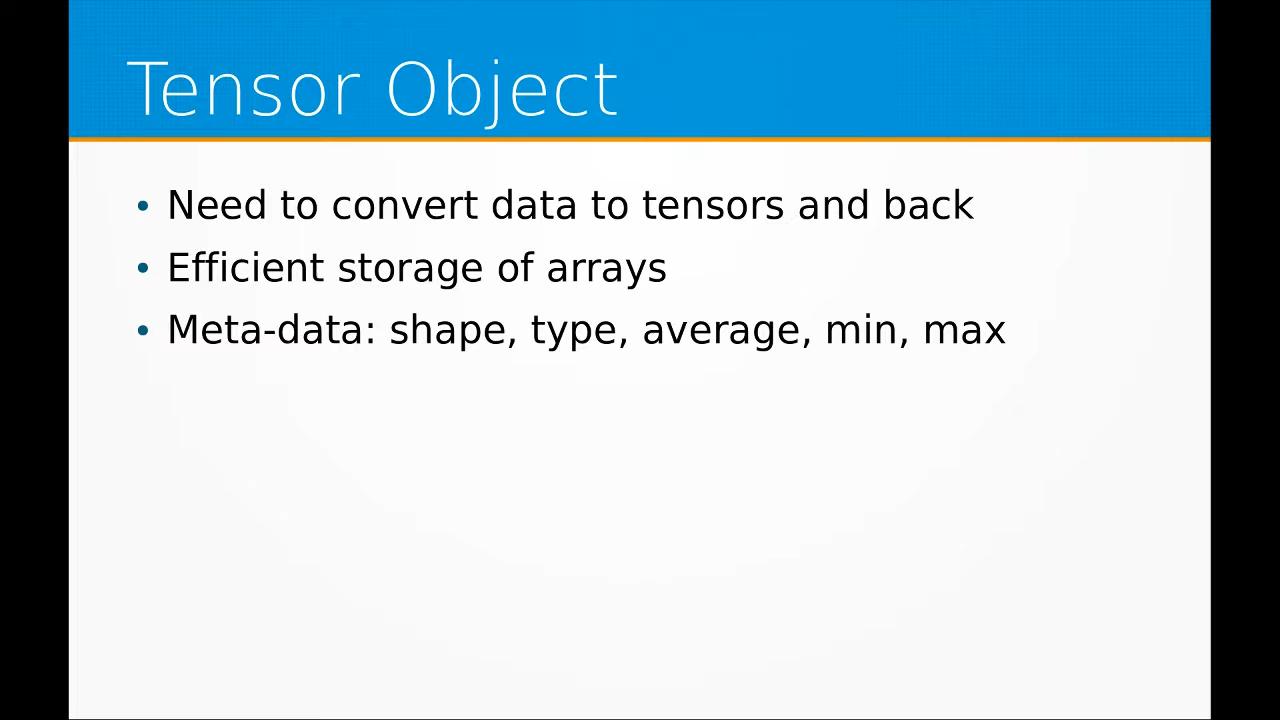 Tensor Object
• Need to convert data to tensors and back
• Efficient storage of arrays
• Meta-data: shape, type, average, min, max